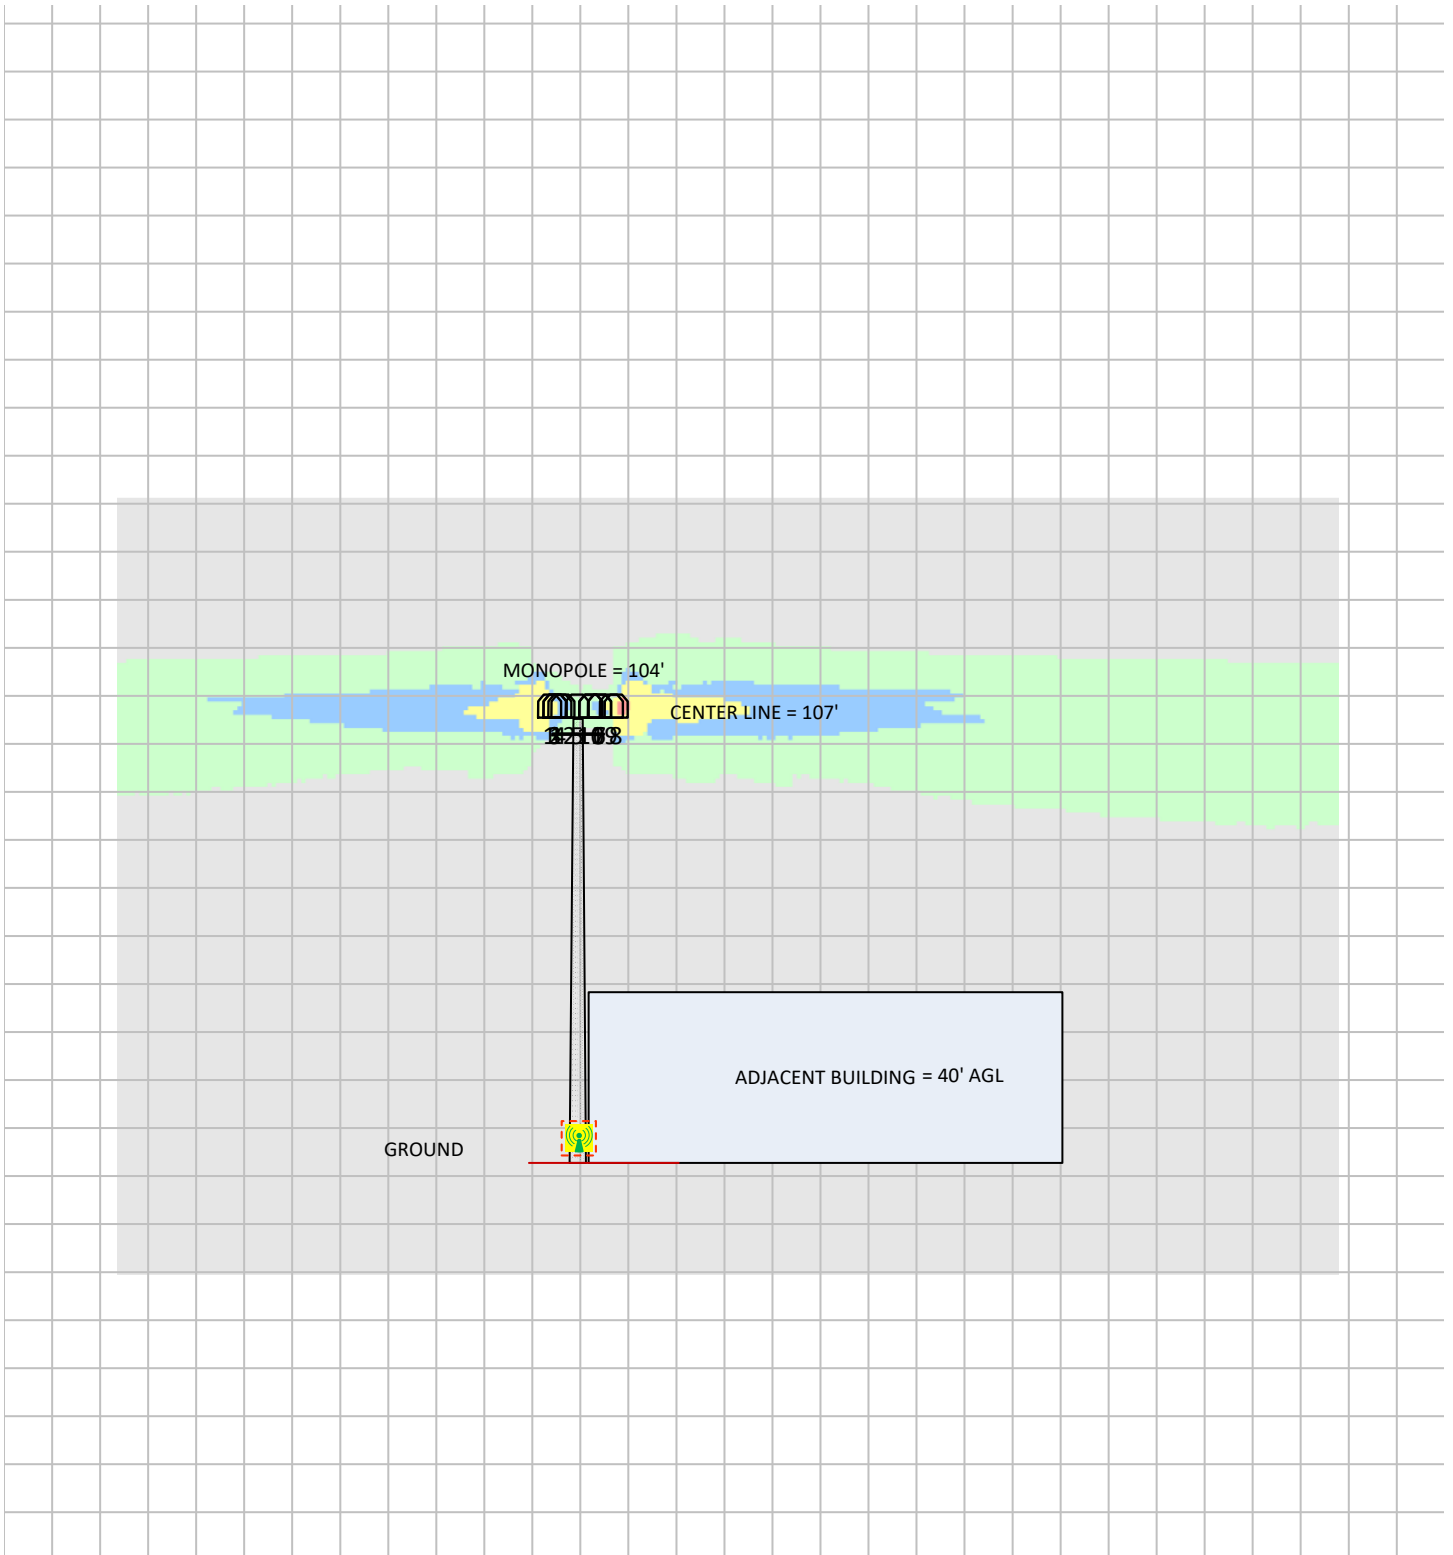 MONOPOLE = 104'
CENTER LINE = 107'
ADJACENT BUILDING = 40' AGL
GROUND